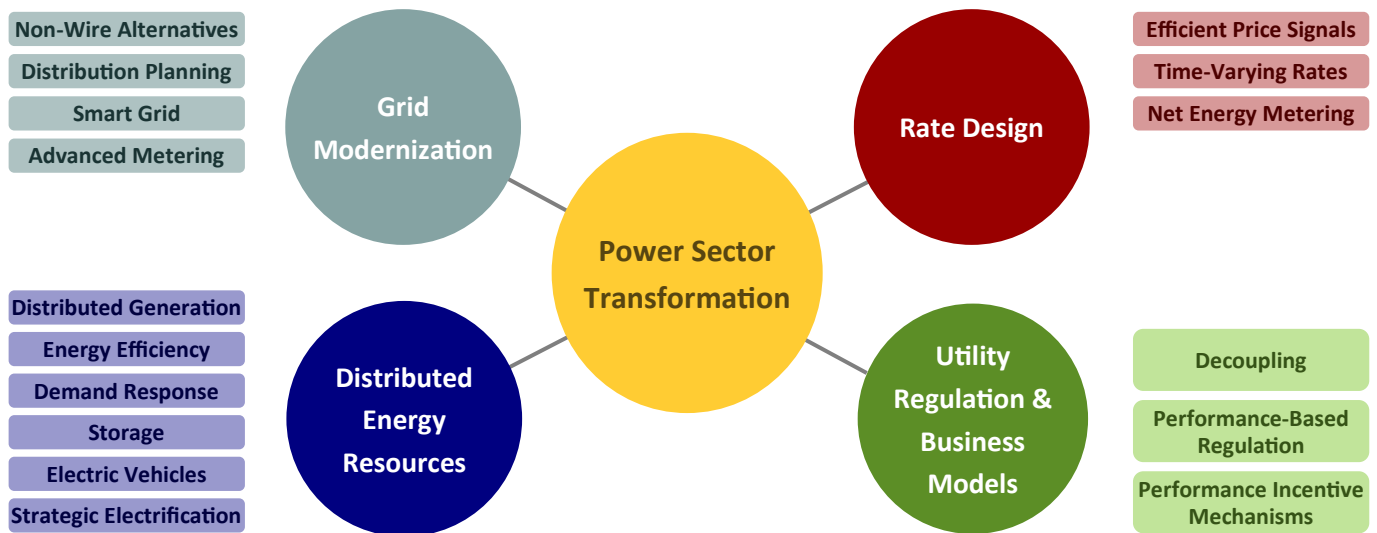 Non-Wire Alternatives
Distribution Planning
Smart Grid
Advanced Metering
Grid
Modernization
Rate Design
Efficient Price Signals
Time-Varying Rates
Net Energy Metering
Power Sector
Transformation
Distributed Generation
Energy Efficiency
Demand Response
Storage
Electric Vehicles
Strategic Electrification
Distributed
Energy
Resources
Utility
Regulation &
Business
Models
Decoupling
Performance-Based
Regulation
Performance Incentive
Mechanisms